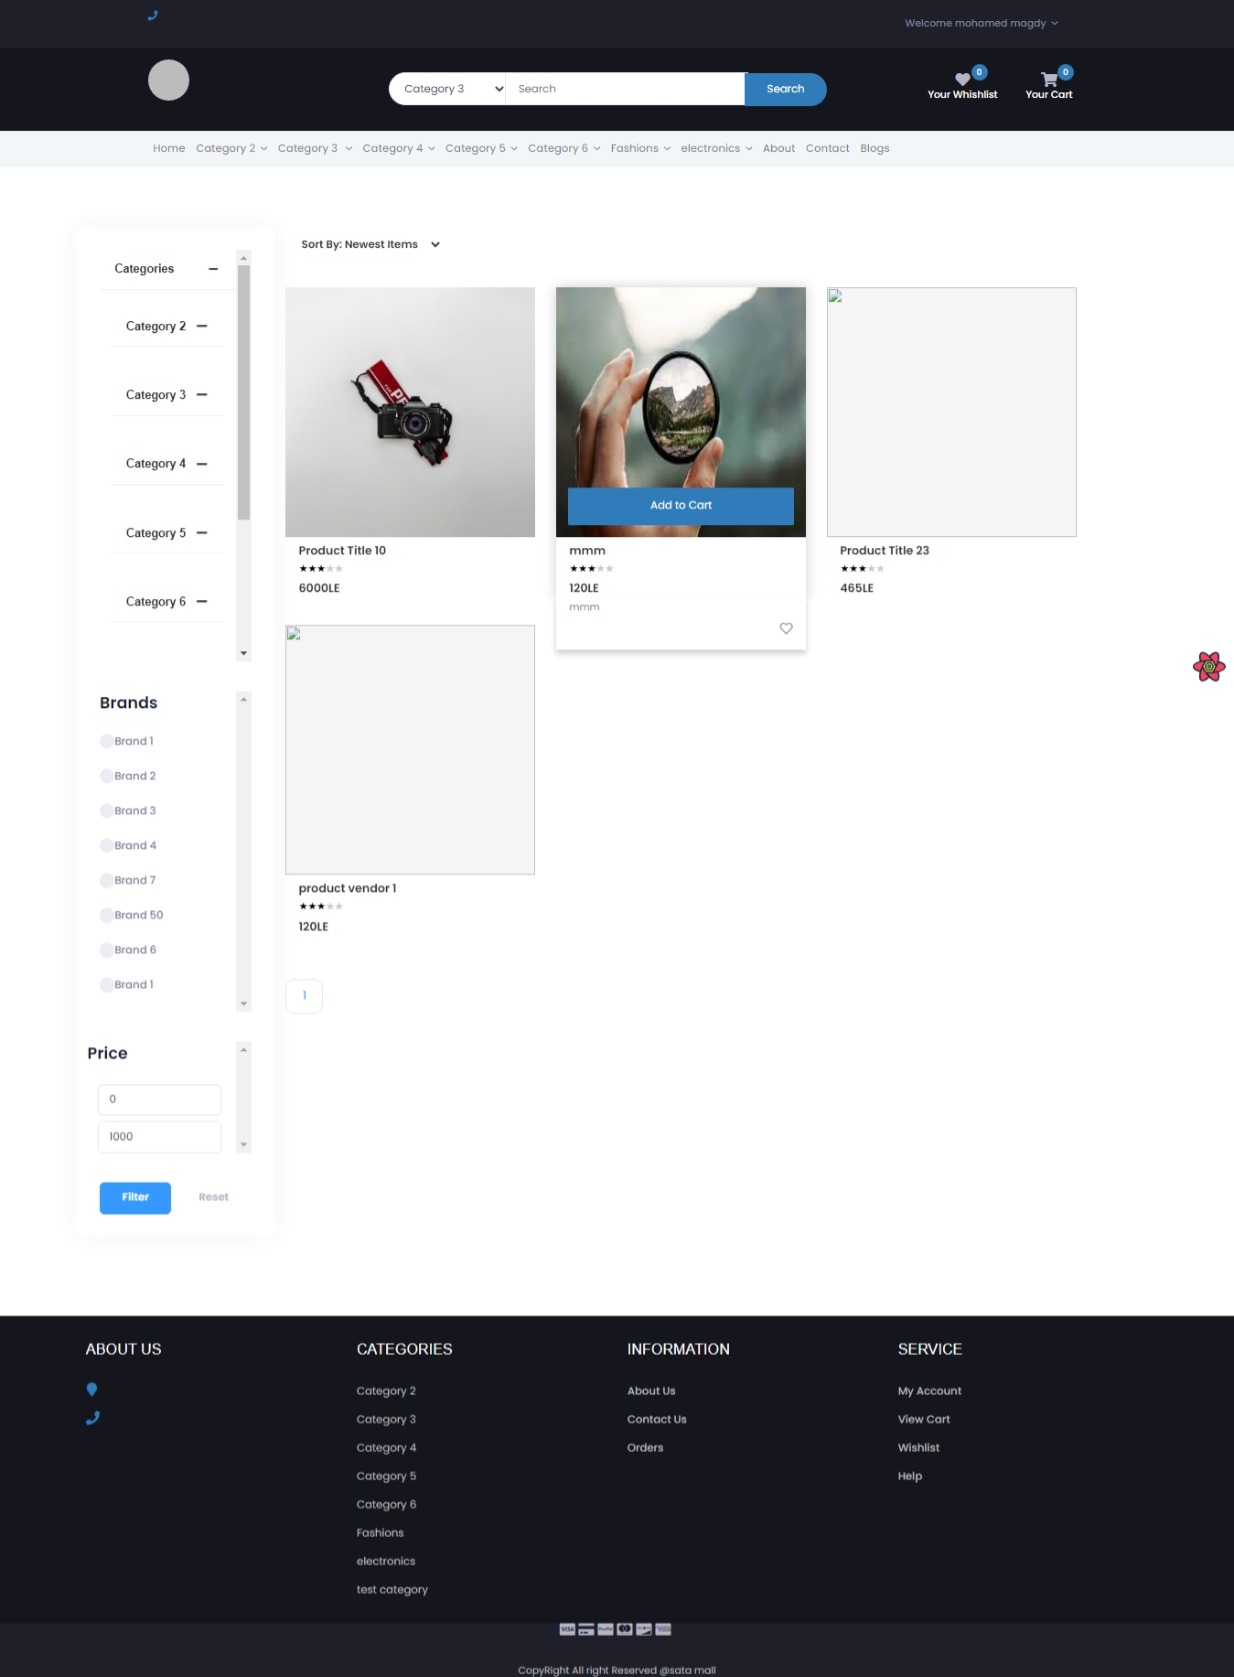 Welcome mohamed magdy
Category 3
Search
Search
0
Your Whishlist
0
Your Cart
Home
Category 2
Category 3
Category 4
Category 5
Category 6
Fashions
electronics
About
Contact
Blogs
Categories
Category 2
Category 3
Category 4
Category 5
Category 6
Brands
Brand 1
Brand 2
Brand 3
Brand 4
Brand 7
Brand 50
Brand 6
Brand 1
Price
0
1000
Filter
Reset
Sort By: Newest Items
Product Title 10
6000LE
Add to Cart
mmm
120LE
mmm
Product Title 23
465LE
product vendor 1
120LE
1
ABOUT US
CATEGORIES
Category 2
Category 3
Category 4
Category 5
Category 6
Fashions
electronics
test category
INFORMATION
About Us
Contact Us
Orders
SERVICE
My Account
View Cart
Wishlist
Help
VISA
CopyRight All right Reserved @sata mall